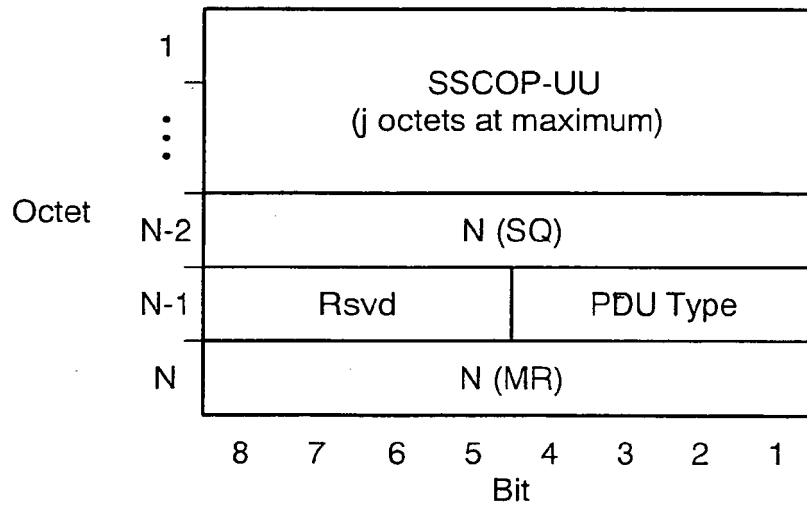 1
SSCOP-UU
(j octets at maximum)
Octet
N-2
N (SQ)
N-1
Rsvd
PDU Type
N
N (MR)
8 7 6 5 4 3 2 1
Bit